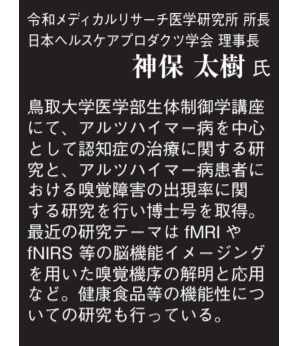 令和メディカルリサーチ医学研究所 所長
日本ヘルスケアプロダクツ学会 理事長
神保 太樹 氏
鳥取大学医学部生体制御学講座
にて、アルツハイマー病を中心
として認知症の治療に関する研
究と、アルツハイマー病患者に
おける嗅覚障害の出現率に関
する研究を行い博士号を取得。
最近の研究テーマは fMRI や
fNIRS 等の脳機能イメージング
を用いた嗅覚機序の解明と応用
など。健康食品等の機能性につ
いての研究も行っている。